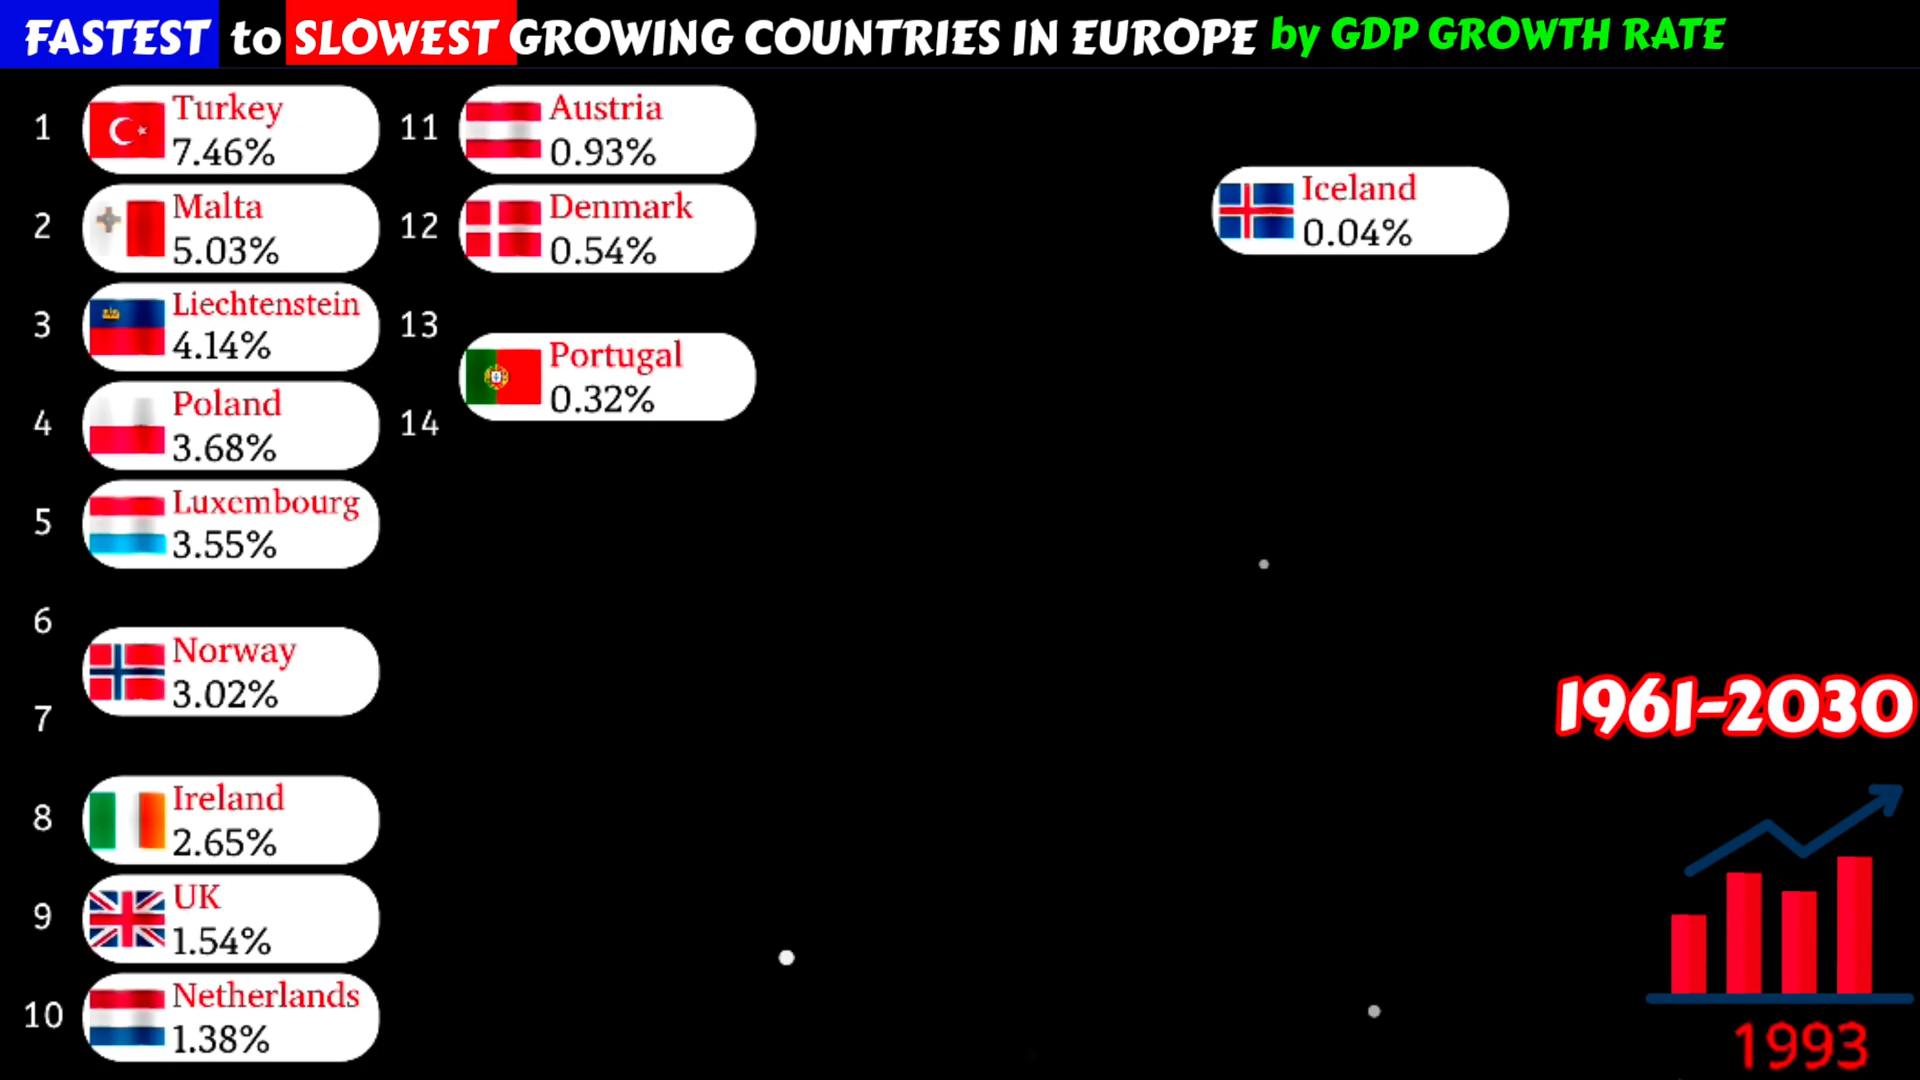 FASTEST to SLOWEST GROWING COUNTRIES IN EUROPE by GDP GROWTH RATE
1 Turkey
7.46%
2 Malta
5.03%
3 Liechtenstein
4.14%
4 Poland
3.68%
5 Luxembourg
3.55%
6
Norway
3.02%
7
8 Ireland
2.65%
9 UK
1.54%
10 Netherlands
1.38%
11 Austria
0.93%
12 Denmark
0.54%
13
Portugal
0.32%
14
Iceland
0.04%
1961-2030
1993